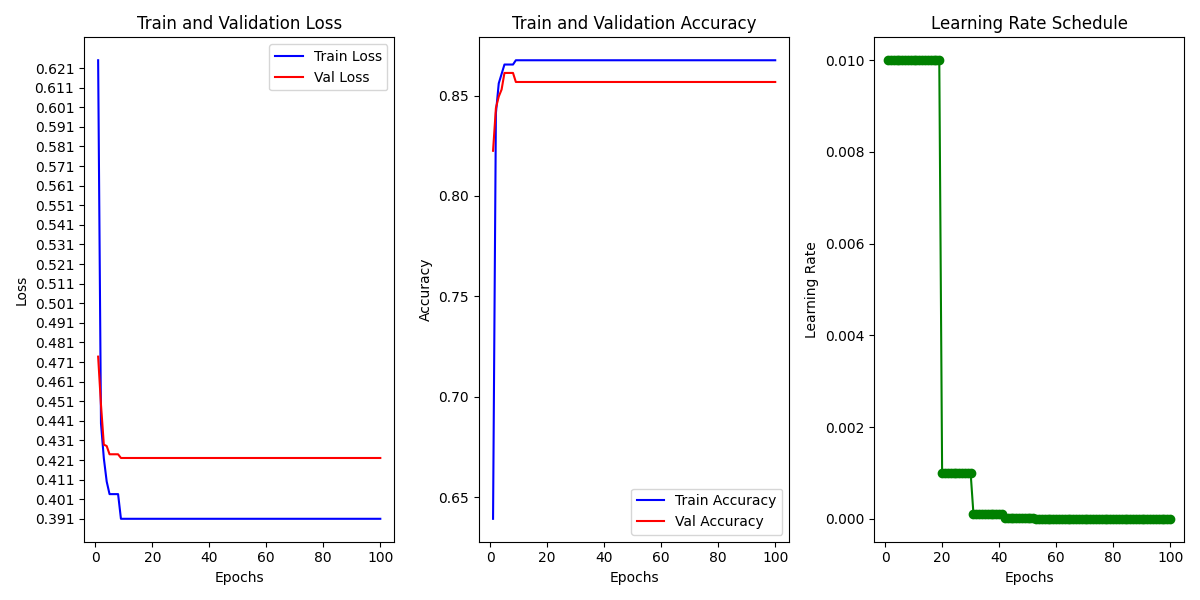 Train and Validation Loss
Train Loss
Val Loss
0.621
0.611
0.601
0.591
0.581
0.571
0.561
0.551
0.541
0.531
0.521
0.511
0.501
0.491
0.481
0.471
0.461
0.451
0.441
0.431
0.421
0.411
0.401
0.391
Loss
0 20 40 60 80 100
Epochs
Train and Validation Accuracy
0.85
0.80
0.75
0.70
0.65
Accuracy
Train Accuracy
Val Accuracy
0 20 40 60 80 100
Epochs
Learning Rate Schedule
0.010
0.008
0.006
0.004
0.002
0.000
Learning Rate
0 20 40 60 80 100
Epochs